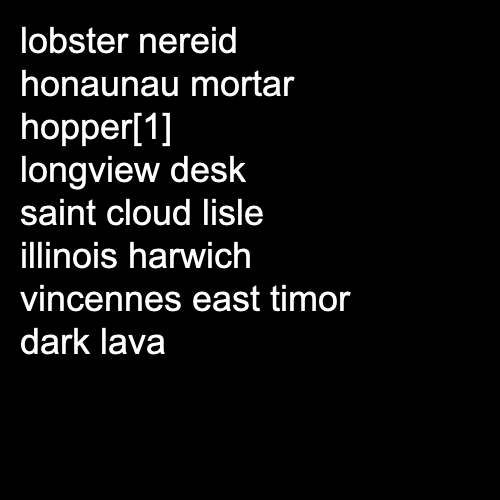 lobster nereid
honaunau mortar
hopper[1]
longview desk
saint cloud lisle
illinois harwich
vincennes east timor
dark lava